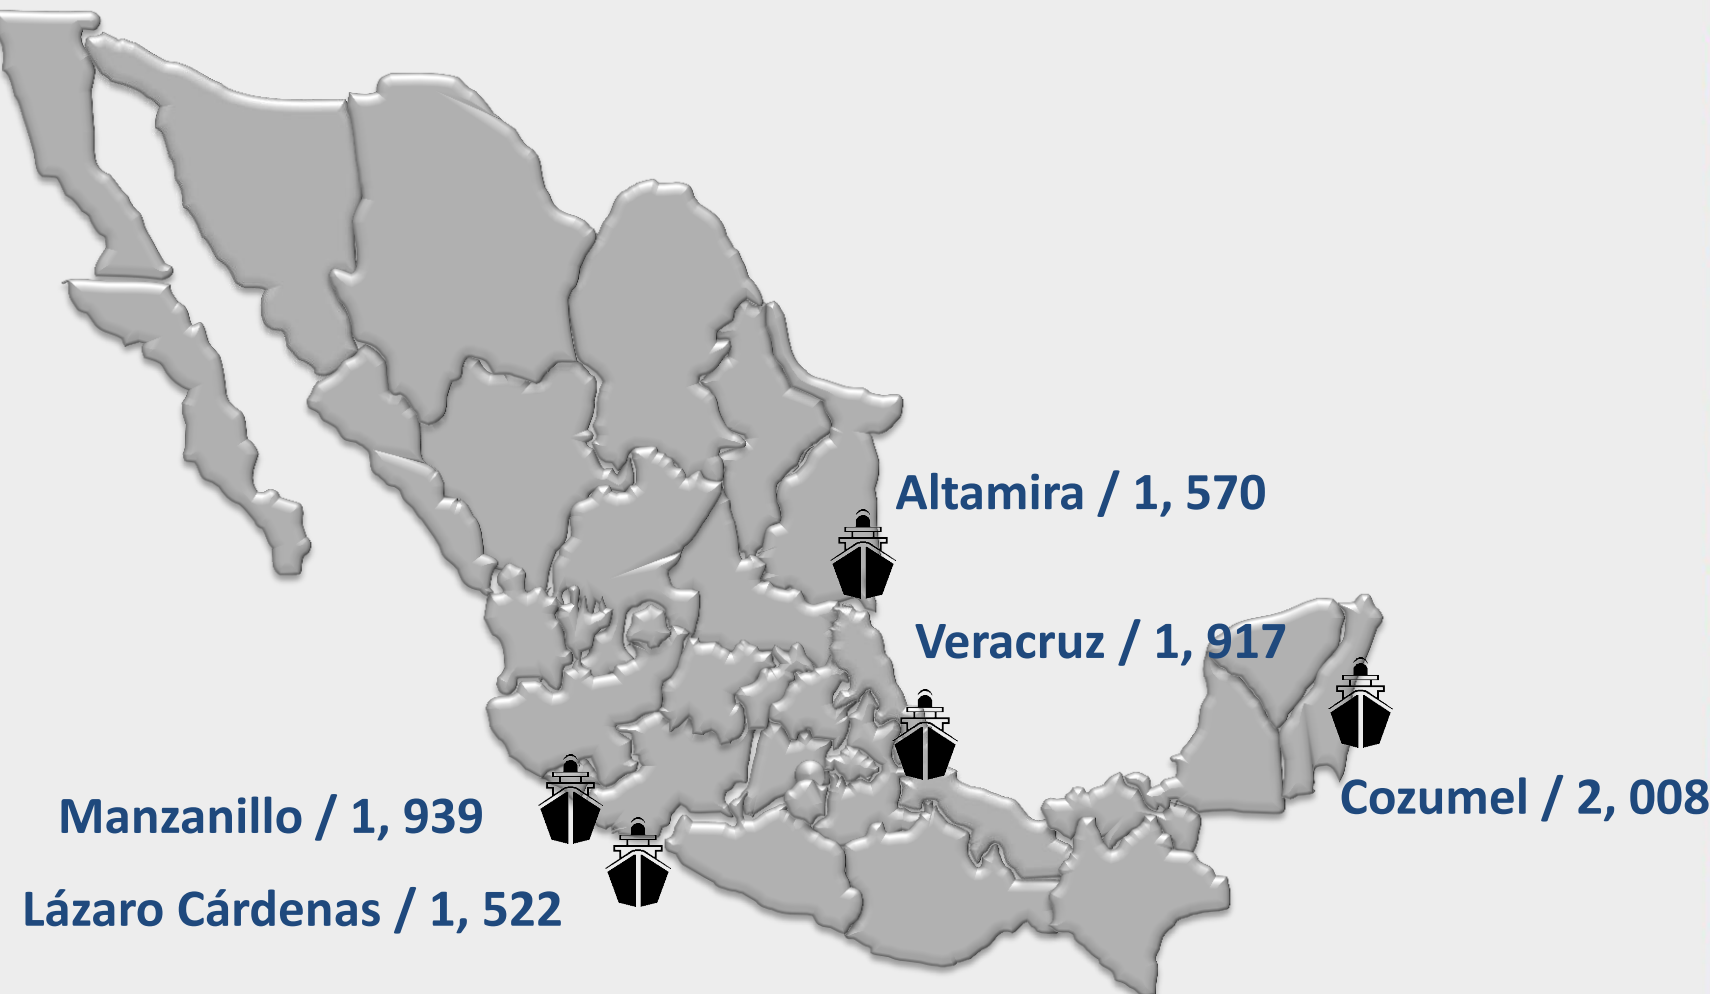 Altamira / 1, 570
Veracruz / 1, 917
Cozumel / 2, 008
Manzanillo / 1, 939
Lázaro Cárdenas / 1, 522